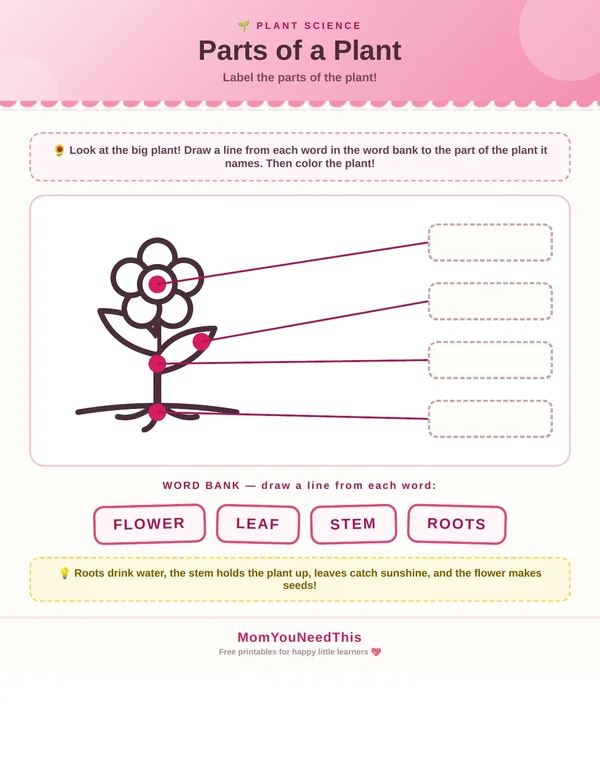 🌱 PLANT SCIENCE
Parts of a Plant
Label the parts of the plant!
🌻 Look at the big plant! Draw a line from each word in the word bank to the part of the plant it
names. Then color the plant!
WORD BANK — draw a line from each word:
FLOWER LEAF STEM ROOTS
💡 Roots drink water, the stem holds the plant up, leaves catch sunshine, and the flower makes
seeds!
MomYouNeedThis
Free printables for happy little learners 💖